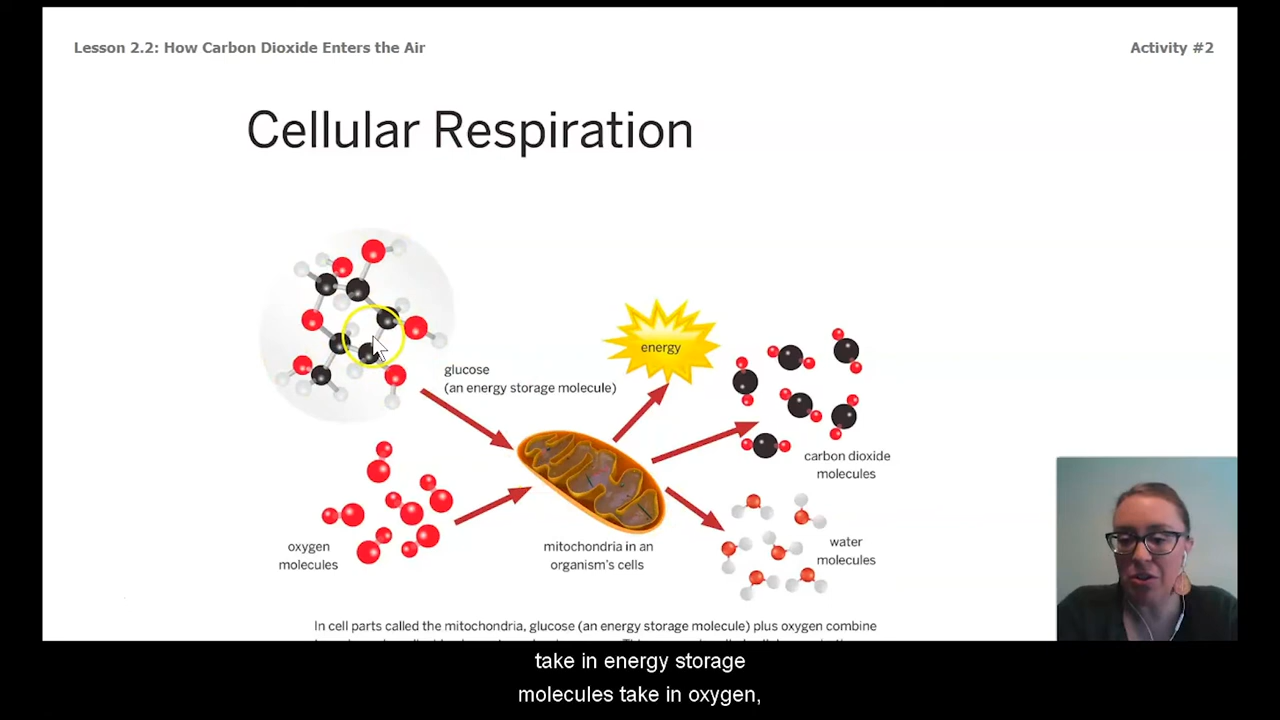 Lesson 2.2: How Carbon Dioxide Enters the Air
Activity #2
Cellular Respiration
energy
glucose
(an energy storage molecule)
carbon dioxide
molecules
oxygen
molecules
mitochondria in an
organism's cells
water
molecules
In cell parts called the mitochondria, glucose (an energy storage molecule) plus oxygen combine
take in energy storage
molecules take in oxygen,